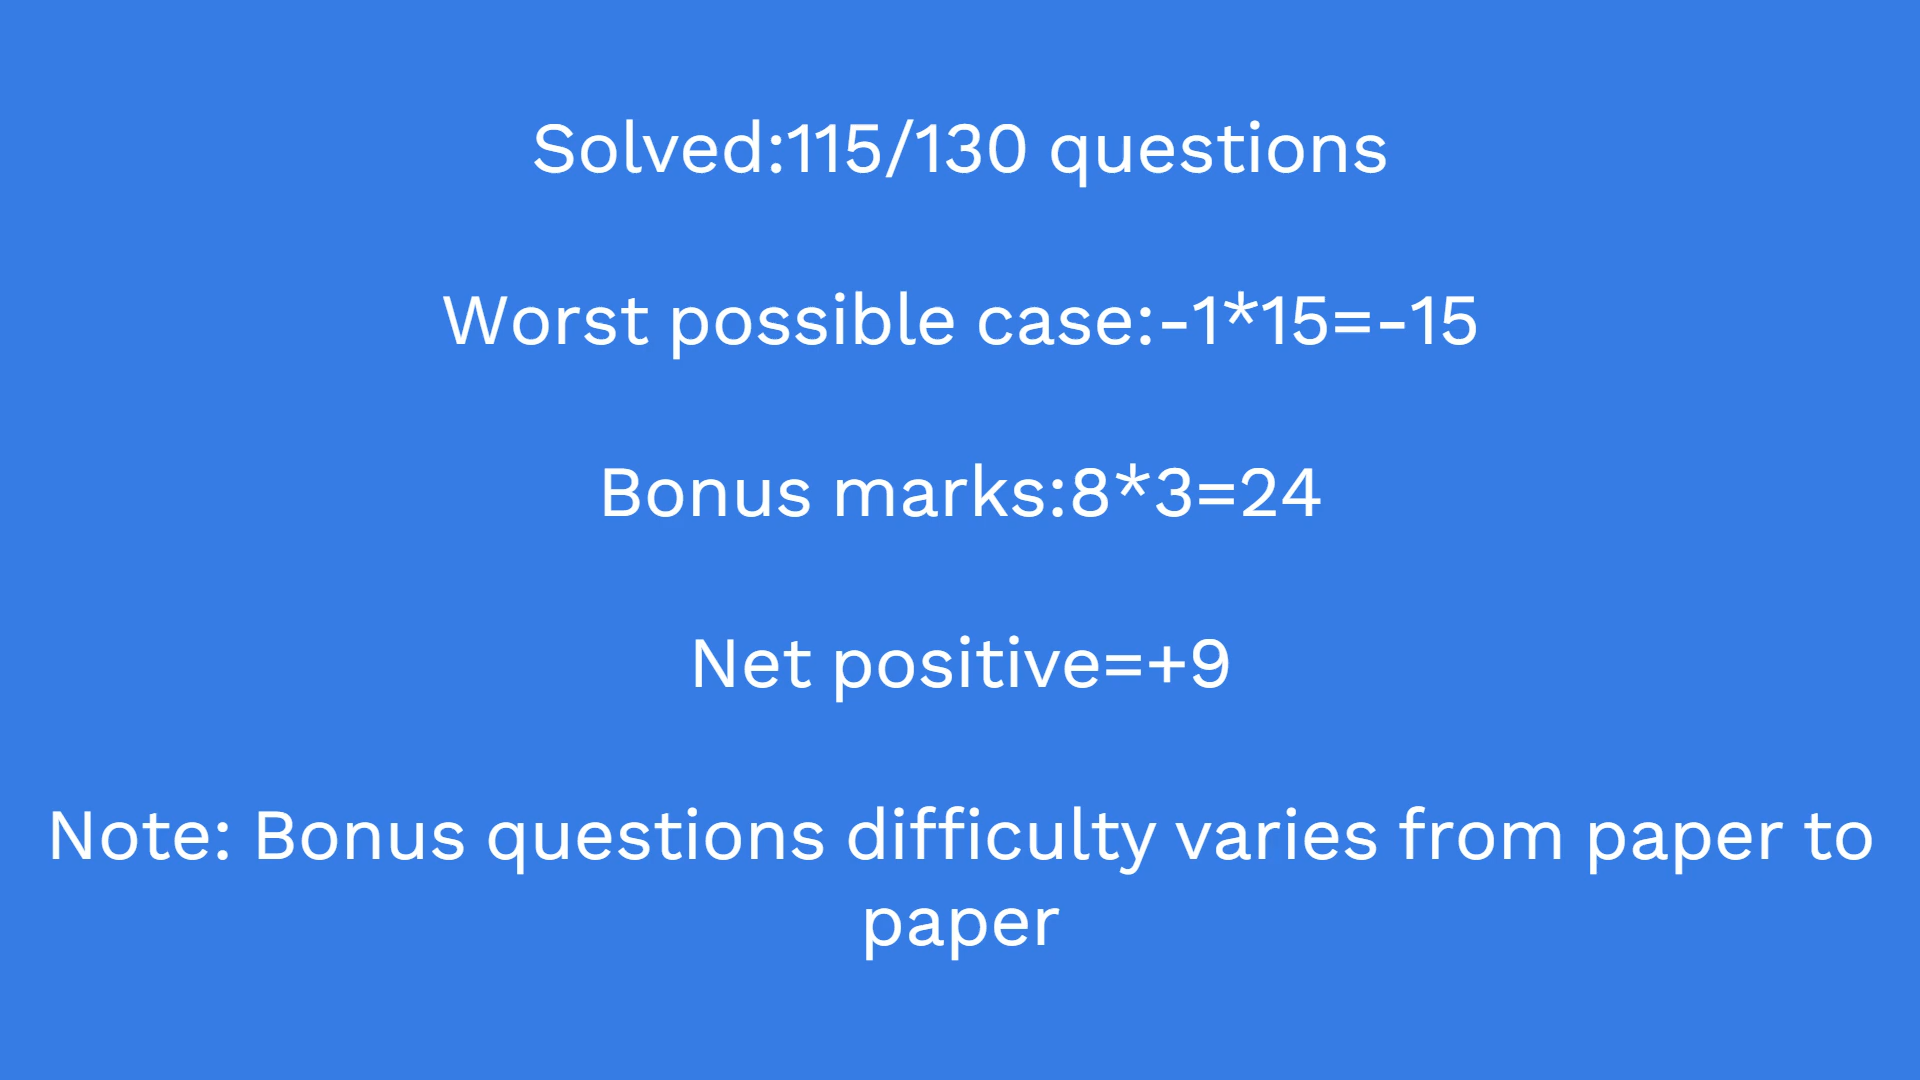 Solved:115/130 questions
Worst possible case:-1*15=-15
Bonus marks:8*3=24
Net positive=+9
Note: Bonus questions difficulty varies from paper to
paper